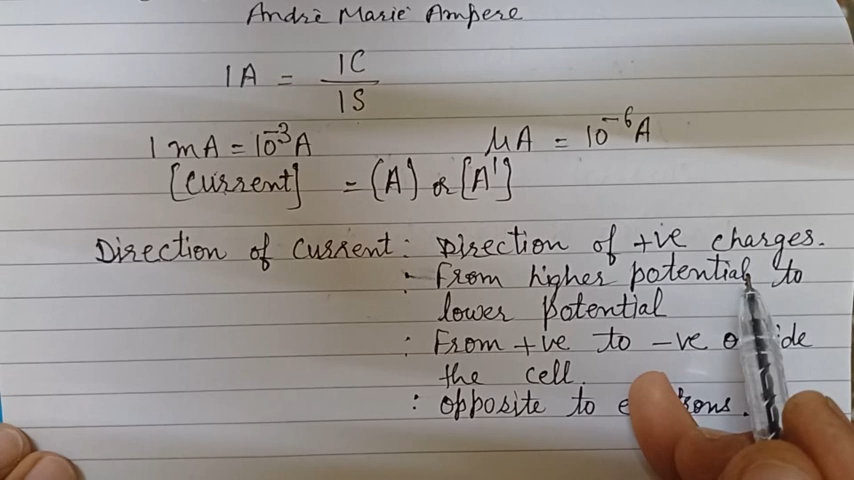 Andrè Marie Ampere
1A = 1C
1S
1 mA = 10⁻³A μA = 10⁻⁶A
[Current] = (A) or [A¹]
Direction of Current : Direction of +ve charges.
: From higher potential to
lower potential
: From +ve to -ve
the cell.
: opposite to